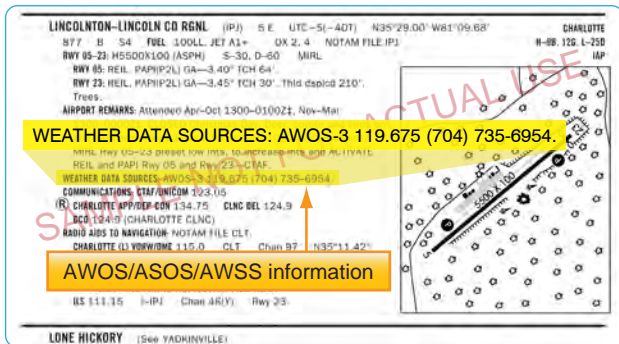 LINCOLNTON–LINCOLN CO RGNL (IPJ) 5 E UTC–5(–4DT) N35°29.00' W81°09.68' CHARLOTTE
877 B S4 FUEL 100LL, JET A1+ OX 2, 4 NOTAM FILE IPJ H–9B, 12G, L–25D
RWY 05–23: H5500X100 (ASPH) S–30, D–60 MIRL IAP
RWY 05: REIL. PAPI(P2L) GA—3.40° TCH 64'.
RWY 23: REIL. PAPI(P2L) GA—3.45° TCH 30'. Thld dsplcd 210'.
Trees.
AIRPORT REMARKS: Attended Apr–Oct 1300–0100Z‡, Nov–Mar
WEATHER DATA SOURCES: AWOS-3 119.675 (704) 735-6954.
MIRL Rwy 05–23 preset low ints, to increase ints and ACTIVATE
REIL and PAPI Rwy 05 and Rwy 23—CTAF.
WEATHER DATA SOURCES: AWOS–3 119.675 (704) 735–6954.
COMMUNICATIONS: CTAF/UNICOM 123.05
(R) CHARLOTTE APP/DEP CON 134.75 CLNC DEL 124.9
GCO 124.9 (CHARLOTTE CLNC)
RADIO AIDS TO NAVIGATION: NOTAM FILE CLT.
CHARLOTTE (L) VORW/DME 115.0 CLT Chan 97 N35°11.42'
AWOS/ASOS/AWSS information
ILS 111.15 I–IPJ Chan 48(Y) Rwy 23.
5500 X 100
5
LONE HICKORY (See YADKINVILLE)